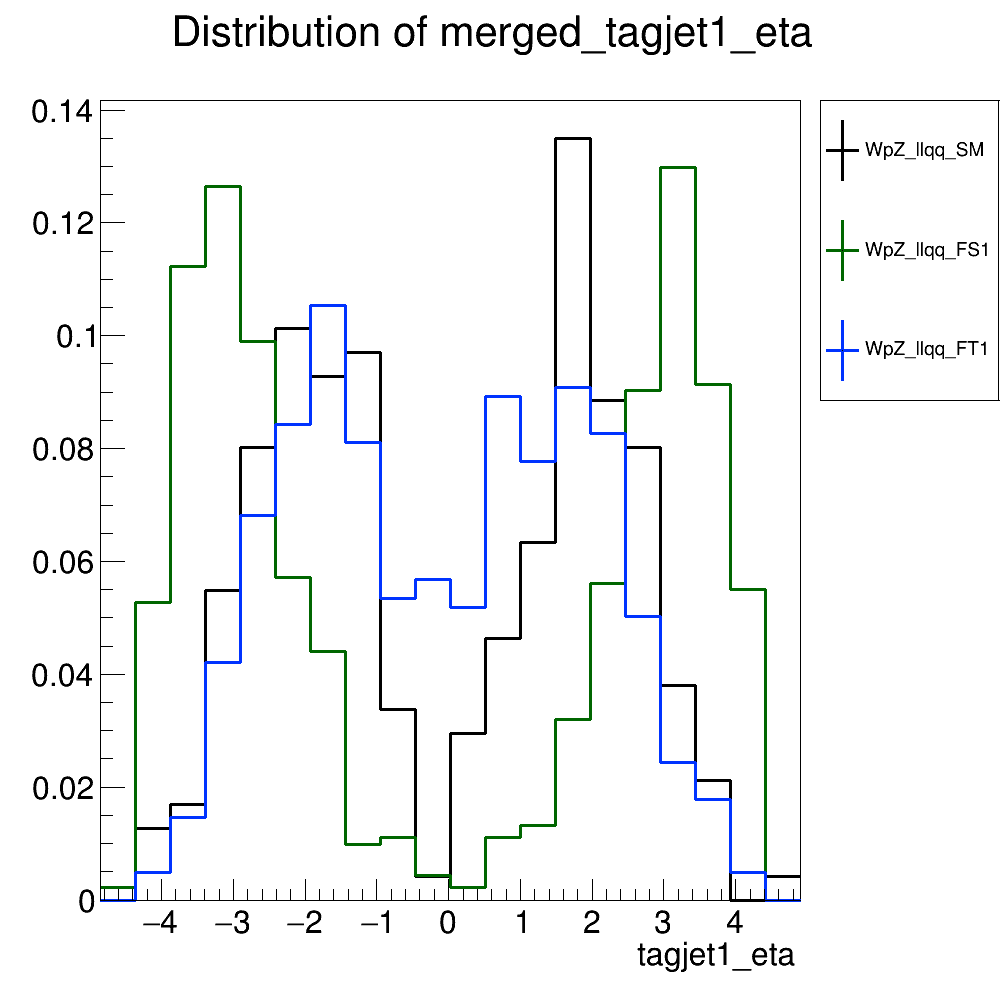 Distribution of merged_tagjet1_eta
0.14
0.12
0.1
0.08
0.06
0.04
0.02
0
−4 −3 −2 −1 0 1 2 3 4
tagjet1_eta
WpZ_llqq_SM
WpZ_llqq_FS1
WpZ_llqq_FT1